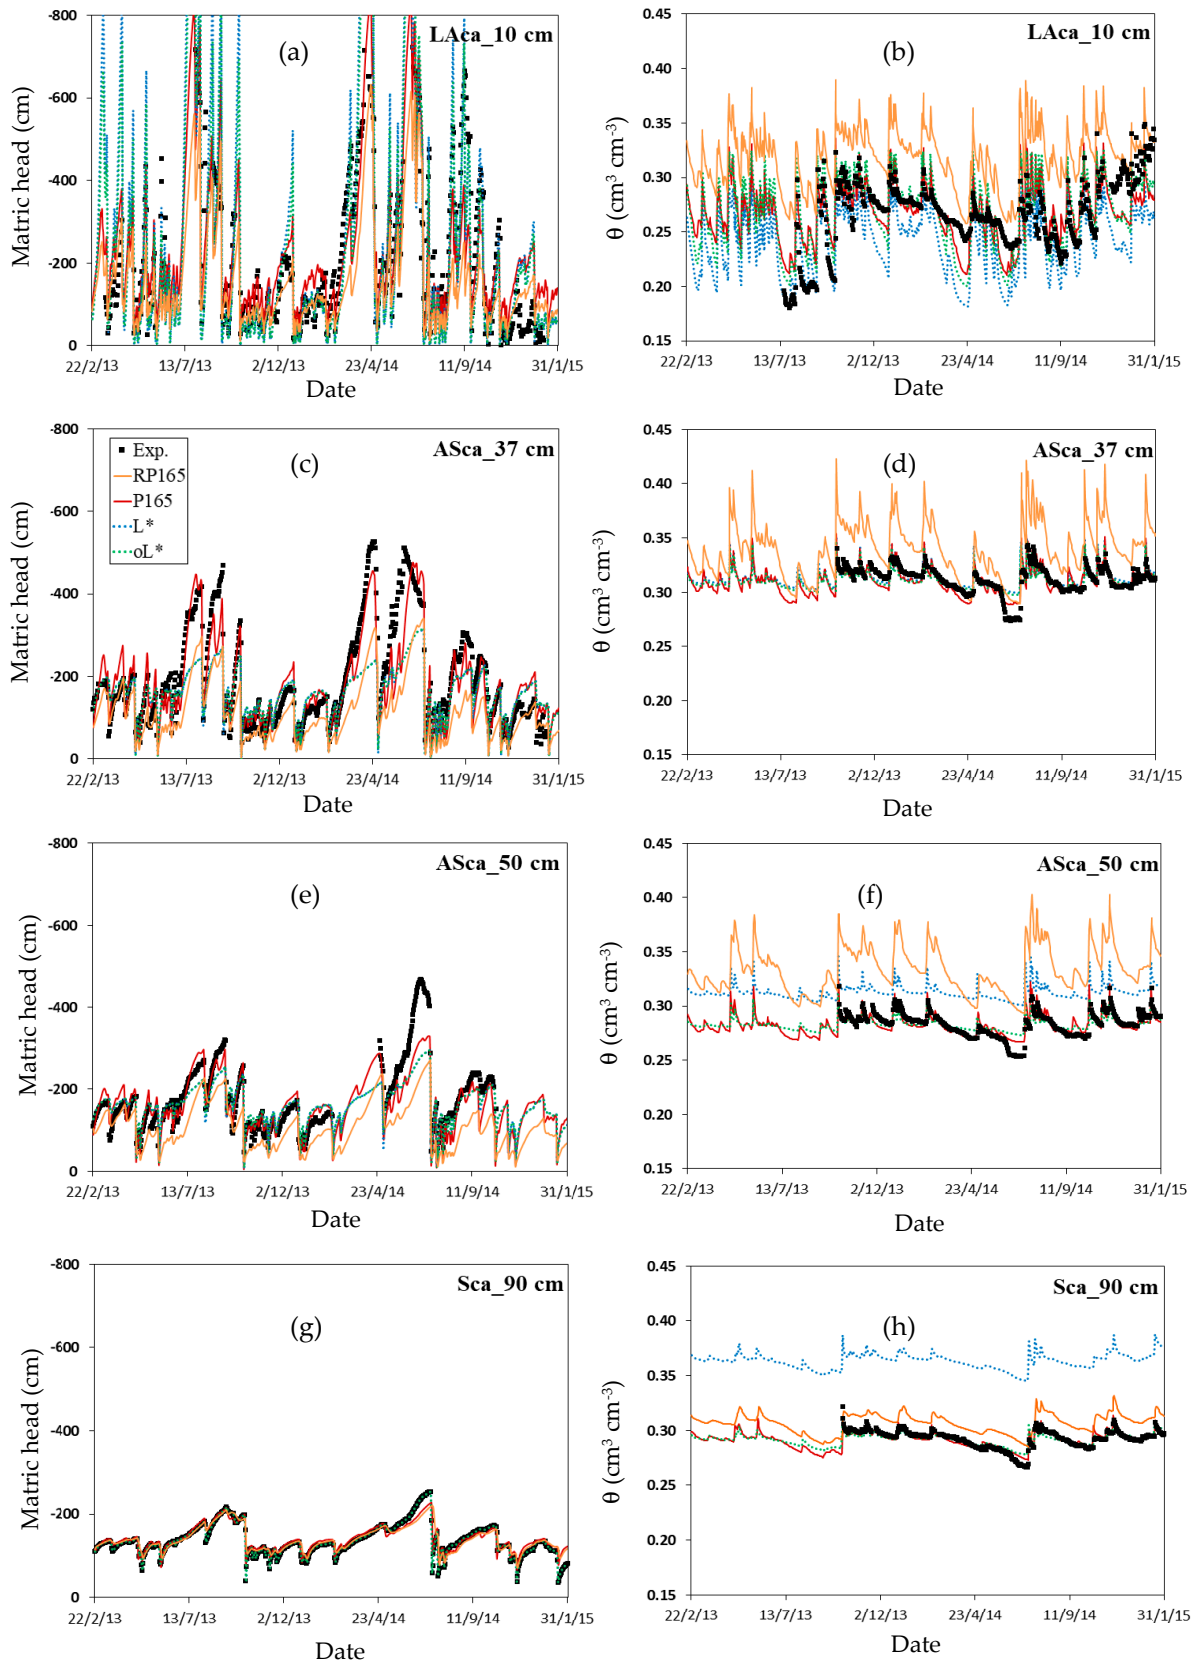 -800
-600
-400
-200
0
Matric head (cm)
LAca_10 cm
(a)
22/2/13 13/7/13 2/12/13 23/4/14 11/9/14 31/1/15
Date
0.45
0.40
0.35
0.30
0.25
0.20
0.15
θ (cm³ cm⁻³)
LAca_10 cm
(b)
22/2/13 13/7/13 2/12/13 23/4/14 11/9/14 31/1/15
Date
-800
-600
-400
-200
0
Matric head (cm)
ASca_37 cm
(c)
Exp.
RP165
P165
L*
oL*
22/2/13 13/7/13 2/12/13 23/4/14 11/9/14 31/1/15
Date
0.45
0.40
0.35
0.30
0.25
0.20
0.15
θ (cm³ cm⁻³)
ASca_37 cm
(d)
22/2/13 13/7/13 2/12/13 23/4/14 11/9/14 31/1/15
Date
-800
-600
-400
-200
0
Matric head (cm)
ASca_50 cm
(e)
22/2/13 13/7/13 2/12/13 23/4/14 11/9/14 31/1/15
Date
0.45
0.40
0.35
0.30
0.25
0.20
0.15
θ (cm³ cm⁻³)
ASca_50 cm
(f)
22/2/13 13/7/13 2/12/13 23/4/14 11/9/14 31/1/15
Date
-800
-600
-400
-200
0
Matric head (cm)
Sca_90 cm
(g)
22/2/13 13/7/13 2/12/13 23/4/14 11/9/14 31/1/15
Date
0.45
0.40
0.35
0.30
0.25
0.20
0.15
θ (cm³ cm⁻³)
Sca_90 cm
(h)
22/2/13 13/7/13 2/12/13 23/4/14 11/9/14 31/1/15
Date